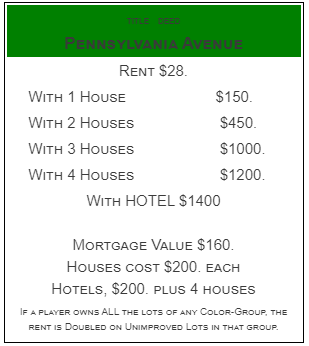 TITLE DEED
PENNSYLVANIA AVENUE
RENT $28.
WITH 1 HOUSE $150.
WITH 2 HOUSES $450.
WITH 3 HOUSES $1000.
WITH 4 HOUSES $1200.
WITH HOTEL $1400
MORTGAGE VALUE $160.
HOUSES COST $200. EACH
HOTELS, $200. PLUS 4 HOUSES
IF A PLAYER OWNS ALL THE LOTS OF ANY COLOR-GROUP, THE
RENT IS DOUBLED ON UNIMPROVED LOTS IN THAT GROUP.